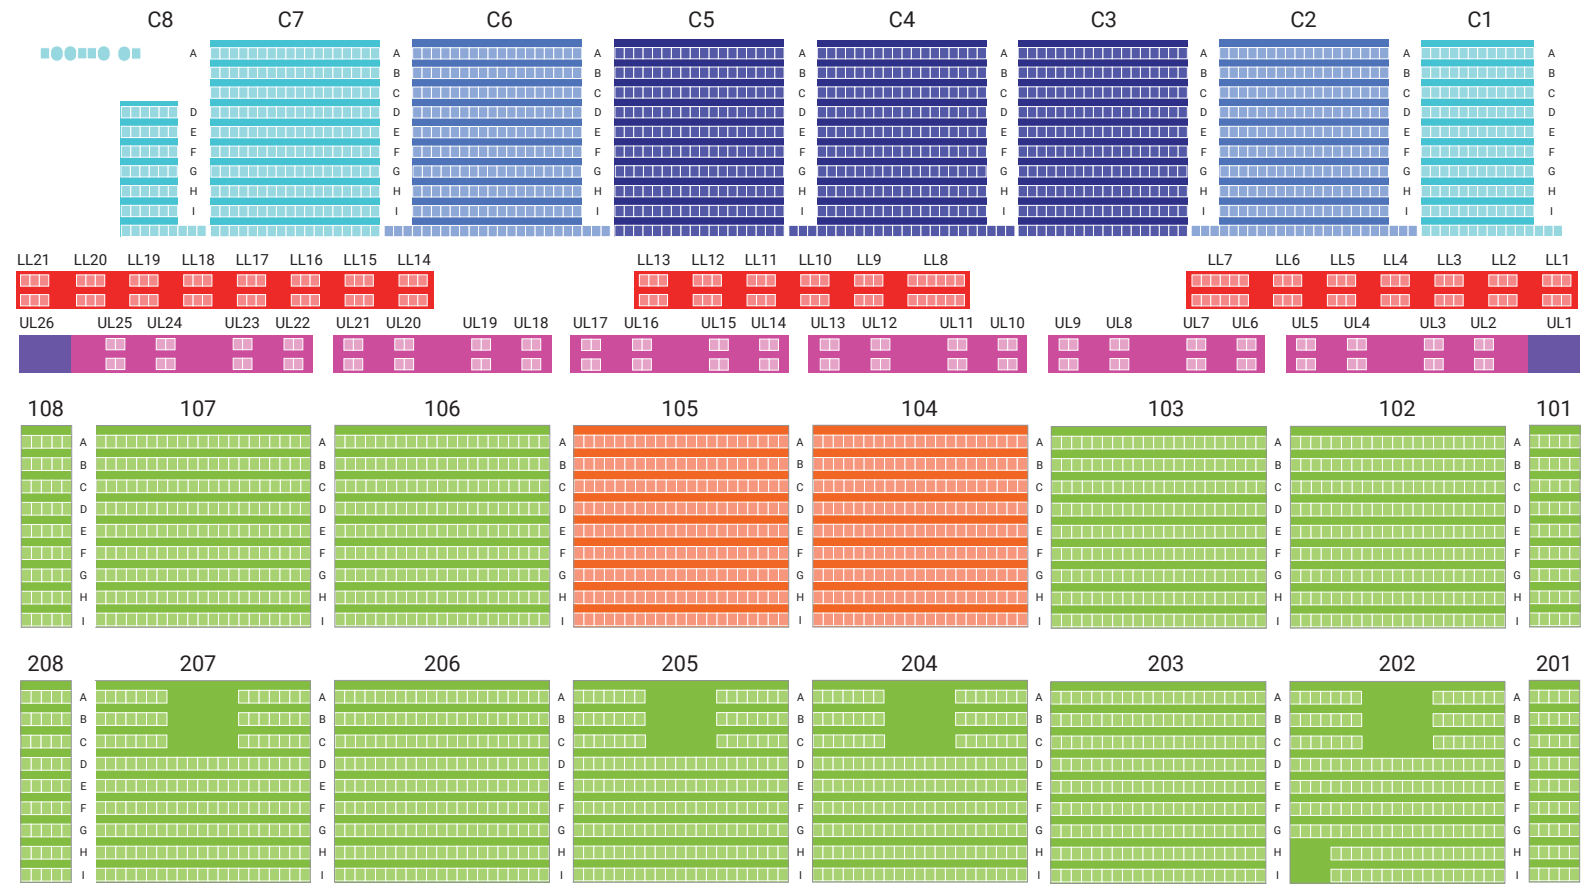 C8 C7 C6 C5 C4 C3 C2 C1
A A A A A A A A
B B B B B B B
C C C C C C C
D D D D D D D D
E E E E E E E E
F F F F F F F F
G G G G G G G G
H H H H H H H H
I I I I I I I I
LL21 LL20 LL19 LL18 LL17 LL16 LL15 LL14 LL13 LL12 LL11 LL10 LL9 LL8 LL7 LL6 LL5 LL4 LL3 LL2 LL1
UL26 UL25 UL24 UL23 UL22 UL21 UL20 UL19 UL18 UL17 UL16 UL15 UL14 UL13 UL12 UL11 UL10 UL9 UL8 UL7 UL6 UL5 UL4 UL3 UL2 UL1
108 107 106 105 104 103 102 101
A A A A A A A
B B B B B B B
C C C C C C C
D D D D D D D
E E E E E E E
F F F F F F F
G G G G G G G
H H H H H H H
I I I I I I I
208 207 206 205 204 203 202 201
A A A A A A A
B B B B B B B
C C C C C C C
D D D D D D D
E E E E E E E
F F F F F F F
G G G G G G G
H H H H H H H
I I I I I I I